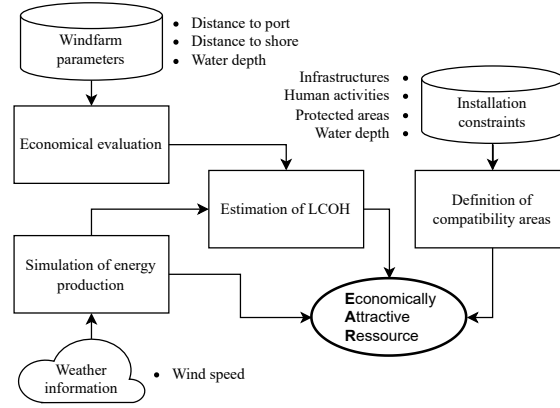 Windfarm
parameters
• Distance to port
• Distance to shore
• Water depth
Infrastructures •
Human activities •
Protected areas •
Water depth •
Installation
constraints
Economical evaluation
Estimation of LCOH
Definition of
compatibility areas
Simulation of energy
production
Economically
Attractive
Ressource
Weather
information
• Wind speed